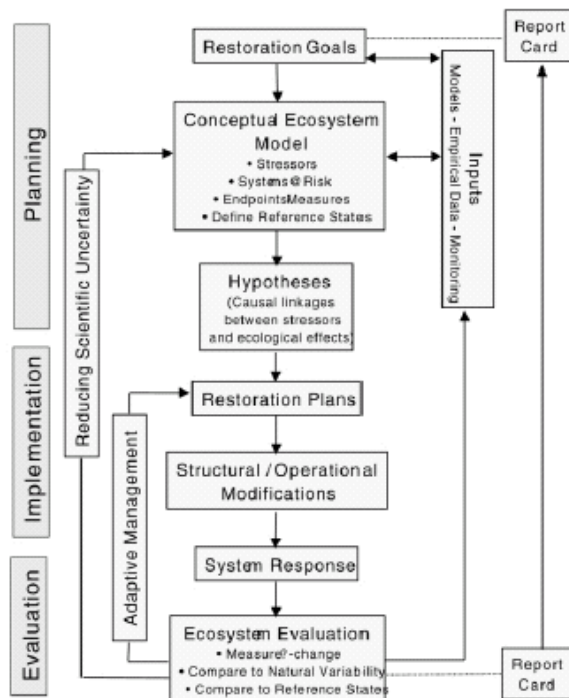 Restoration Goals
Report
Card
Planning
Conceptual Ecosystem
Model
• Stressors
• Systems@Risk
• EndpointsMeasures
• Define Reference States
Inputs
Models - Empirical Data - Monitoring
Reducing Scientific Uncertainty
Hypotheses
(Causal linkages
between stressors
and ecological effects)
Implementation
Restoration Plans
Adaptive Management
Structural / Operational
Modifications
System Response
Evaluation
Ecosystem Evaluation
• Measure?-change
• Compare to Natural Variability
• Compare to Reference States
Report
Card